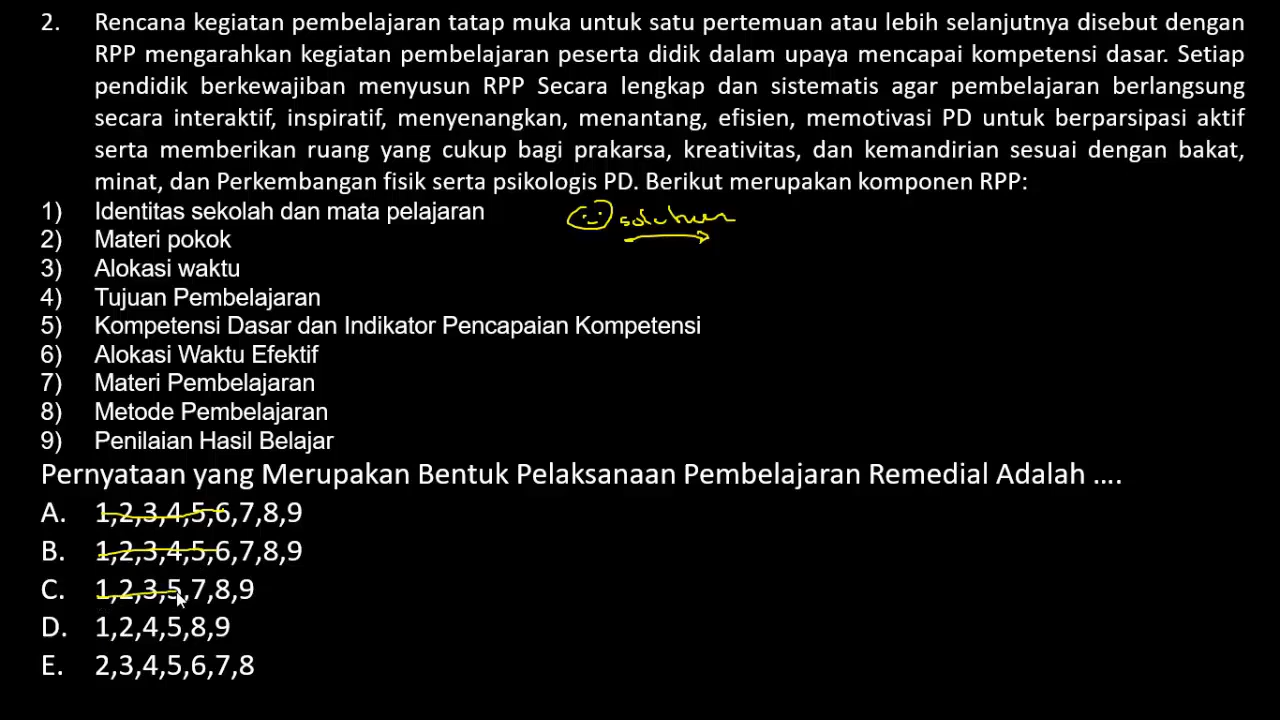 2. Rencana kegiatan pembelajaran tatap muka untuk satu pertemuan atau lebih selanjutnya disebut dengan
RPP mengarahkan kegiatan pembelajaran peserta didik dalam upaya mencapai kompetensi dasar. Setiap
pendidik berkewajiban menyusun RPP Secara lengkap dan sistematis agar pembelajaran berlangsung
secara interaktif, inspiratif, menyenangkan, menantang, efisien, memotivasi PD untuk berparsipasi aktif
serta memberikan ruang yang cukup bagi prakarsa, kreativitas, dan kemandirian sesuai dengan bakat,
minat, dan Perkembangan fisik serta psikologis PD. Berikut merupakan komponen RPP:
1) Identitas sekolah dan mata pelajaran
2) Materi pokok
3) Alokasi waktu
4) Tujuan Pembelajaran
5) Kompetensi Dasar dan Indikator Pencapaian Kompetensi
6) Alokasi Waktu Efektif
7) Materi Pembelajaran
8) Metode Pembelajaran
9) Penilaian Hasil Belajar
Pernyataan yang Merupakan Bentuk Pelaksanaan Pembelajaran Remedial Adalah ....
A. 1,2,3,4,5,6,7,8,9
B. 1,2,3,4,5,6,7,8,9
C. 1,2,3,5,7,8,9
D. 1,2,4,5,8,9
E. 2,3,4,5,6,7,8